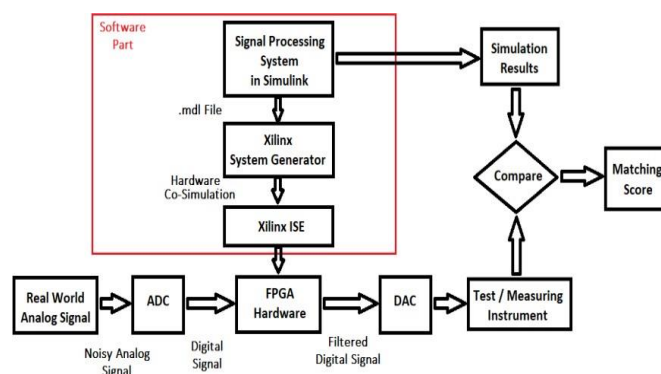 Software
Part
Signal Processing
System
in Simulink
Simulation
Results
.mdl File
Xilinx
System Generator
Compare
Matching
Score
Hardware
Co-Simulation
Xilinx ISE
Real World
Analog Signal
ADC
FPGA
Hardware
DAC
Test / Measuring
Instrument
Noisy Analog
Signal
Digital
Signal
Filtered
Digital Signal